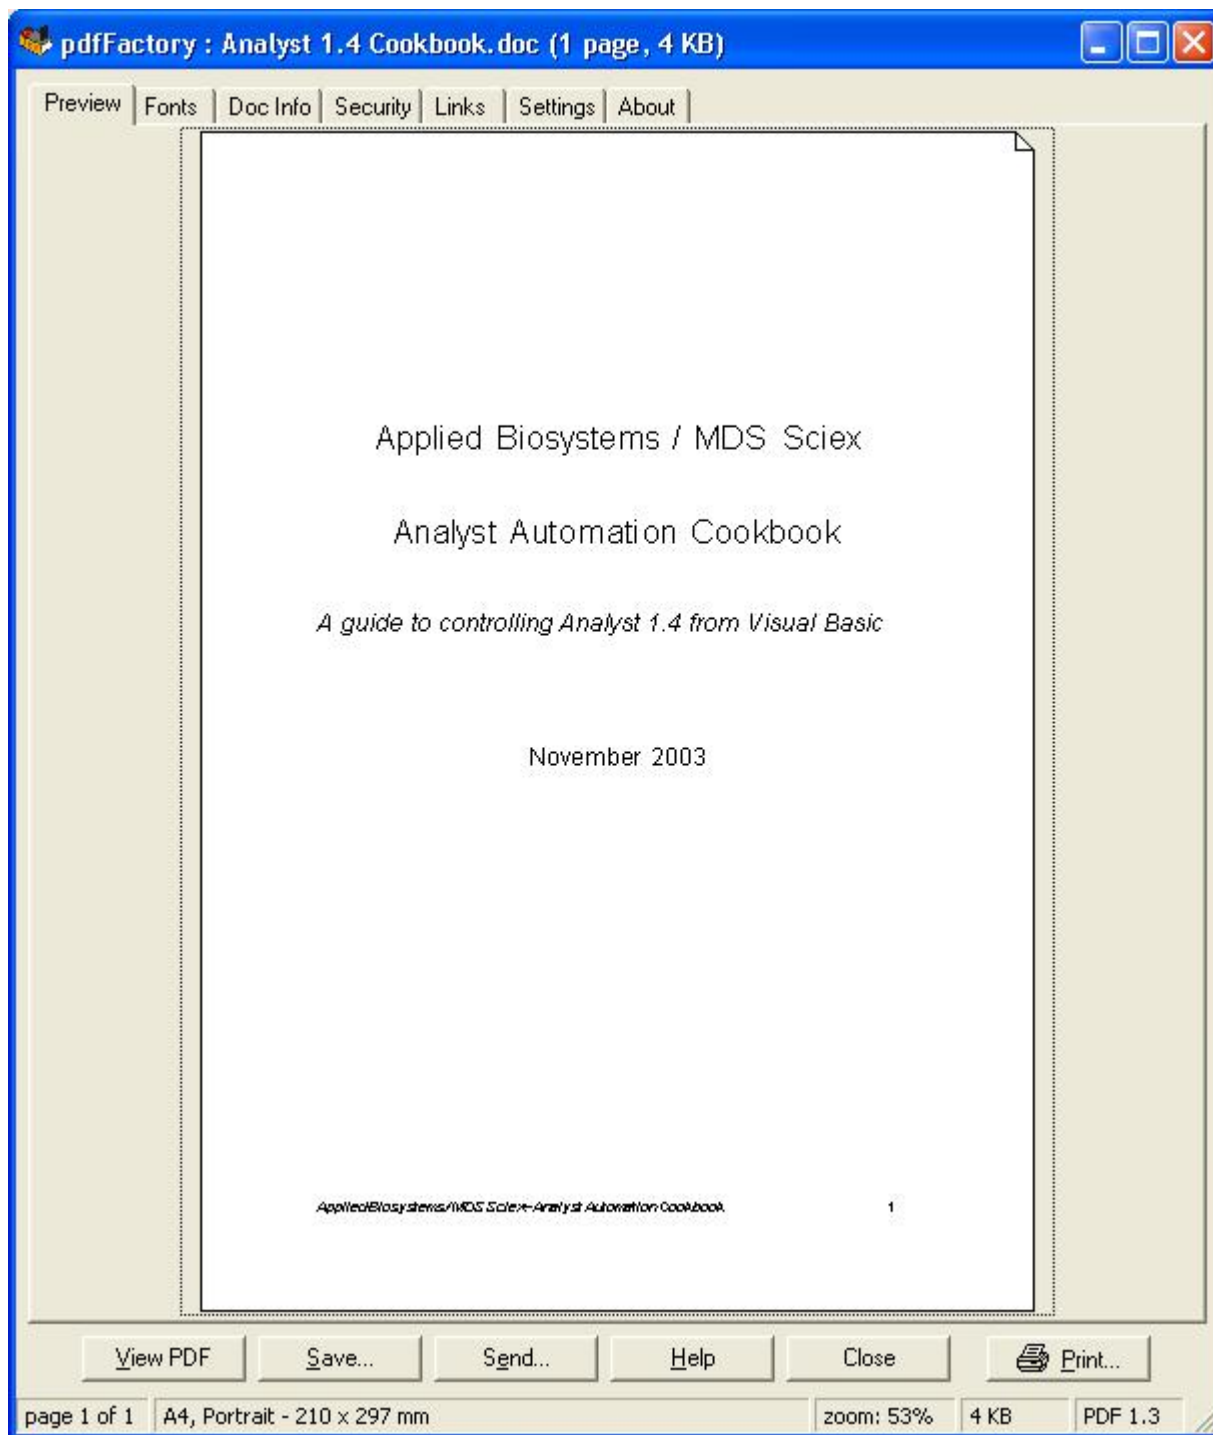 pdfFactory : Analyst 1.4 Cookbook.doc (1 page, 4 KB)
Preview Fonts Doc Info Security Links Settings About
Applied Biosystems / MDS Sciex
Analyst Automation Cookbook
A guide to controlling Analyst 1.4 from Visual Basic
November 2003
Applied Biosystems/MDS Sciex-Analyst Automation Cookbook 1
View PDF Save... Send... Help Close Print...
page 1 of 1 A4, Portrait - 210 x 297 mm zoom: 53% 4 KB PDF 1.3